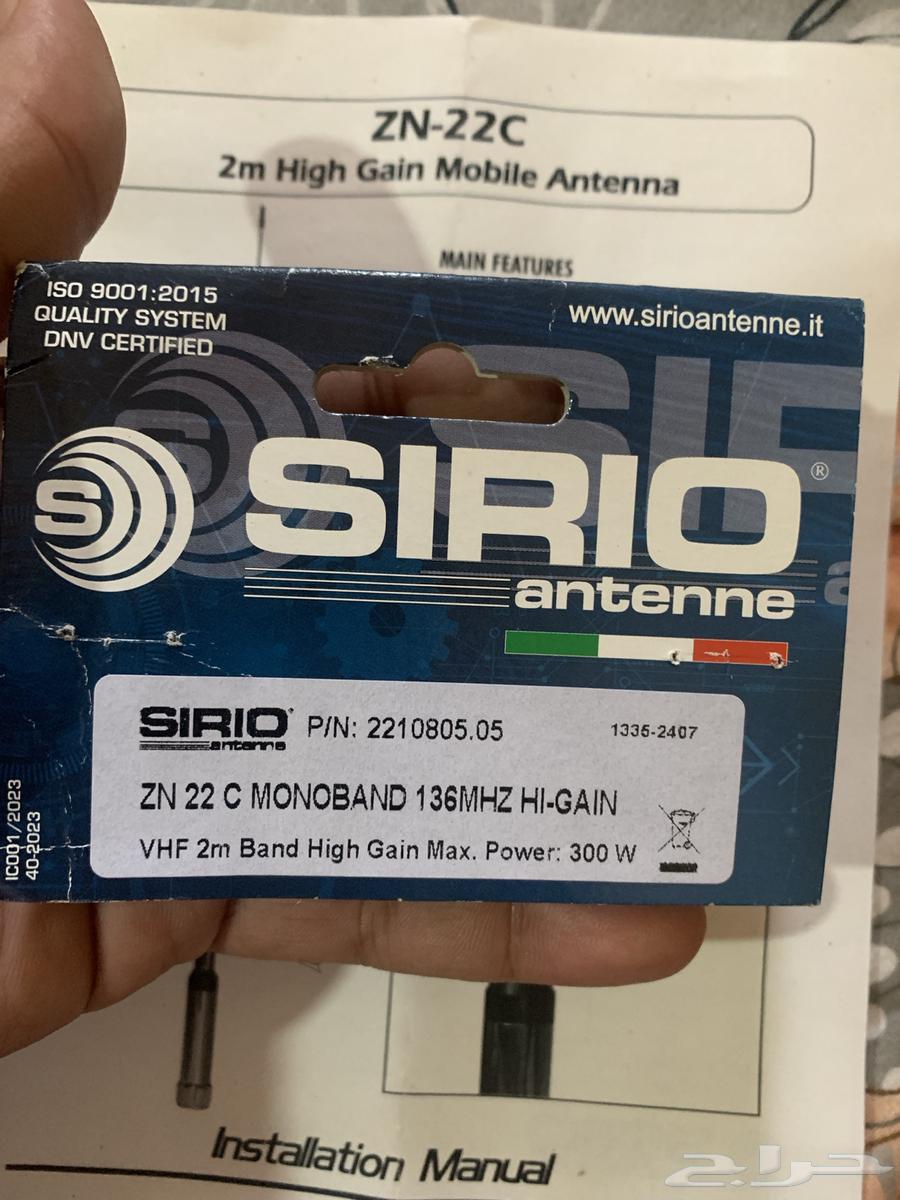 ZN-22C
2m High Gain Mobile Antenna
MAIN FEATURES
ISO 9001:2015
QUALITY SYSTEM
DNV CERTIFIED
www.sirioantenne.it
S
SIRIO®
antenne
SIRIO
antenne
P/N: 2210805.05
1335-2407
ZN 22 C MONOBAND 136MHZ HI-GAIN
VHF 2m Band High Gain Max. Power: 300 W
IC001/2023
40-2023
Installation Manual
حراج